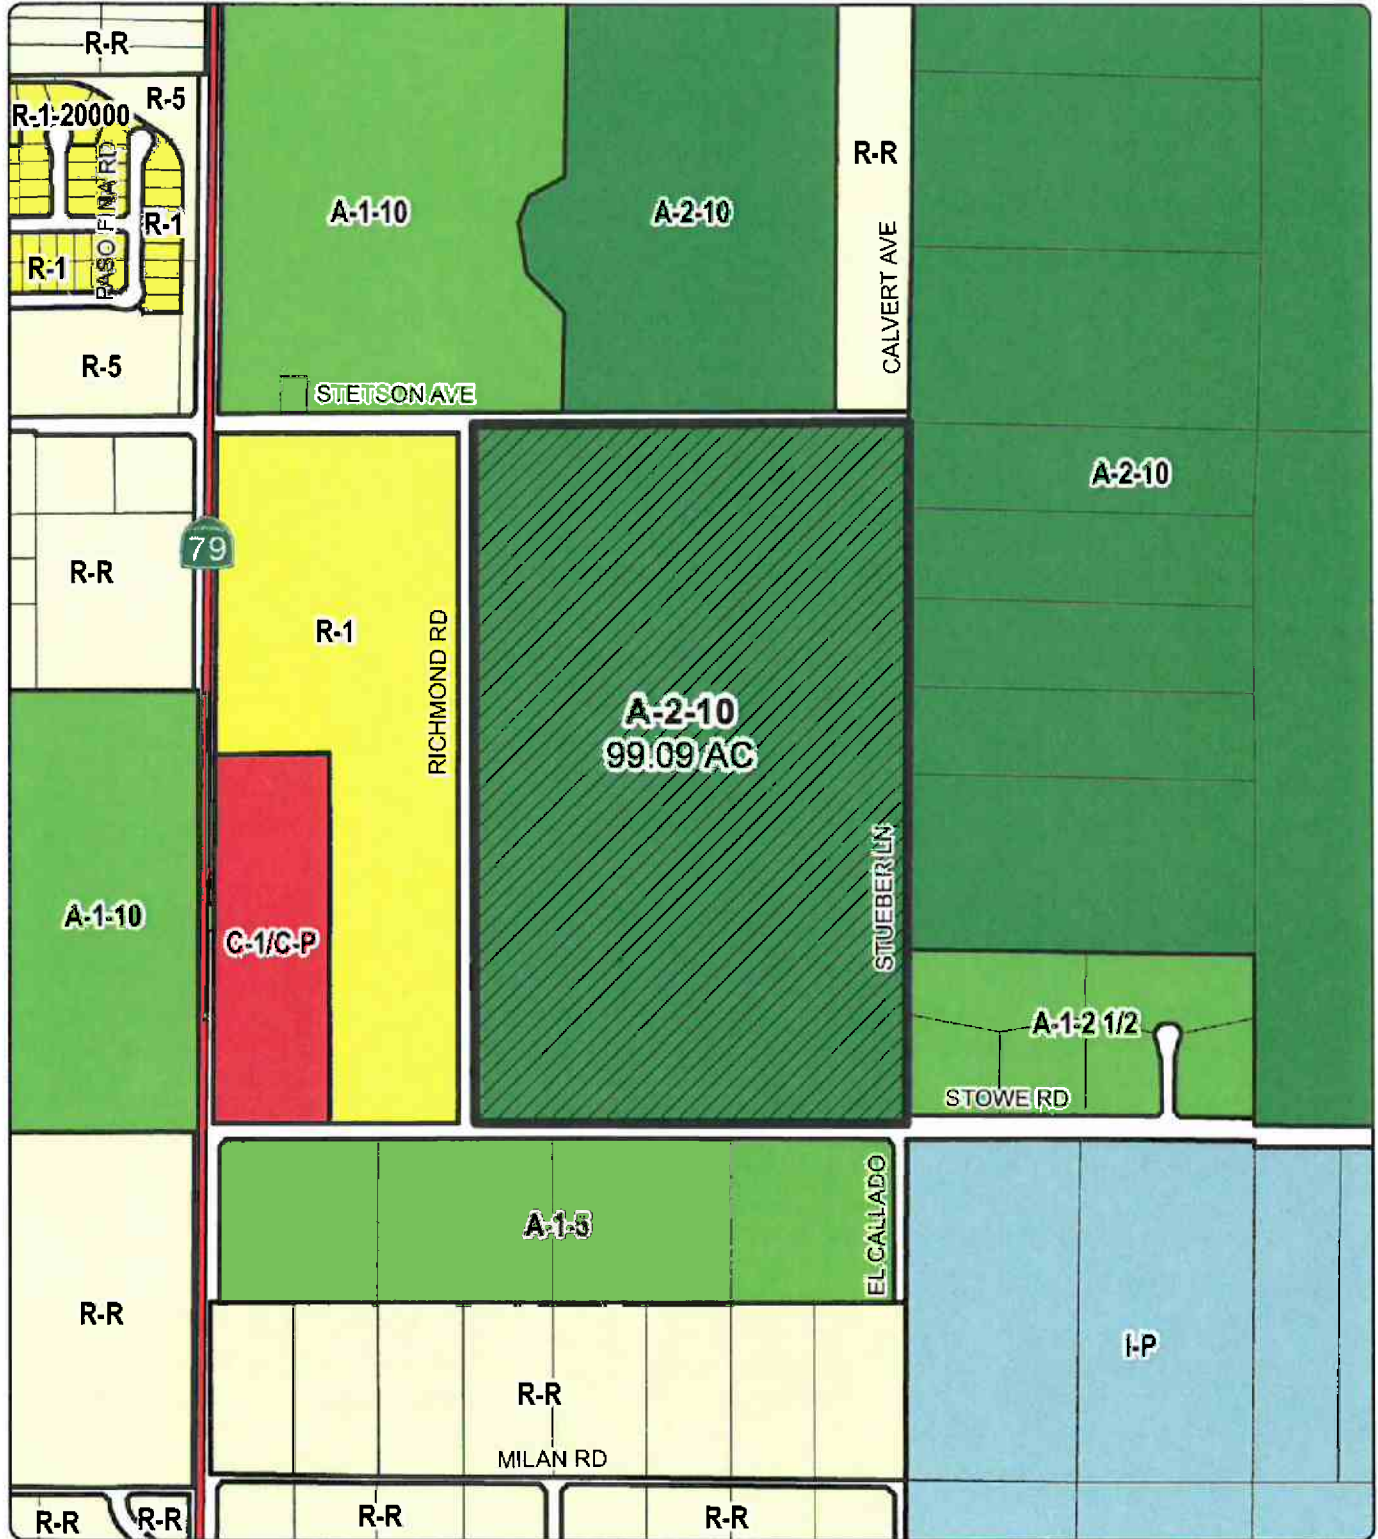 R-R
R-5
R-1-20000
PASO FINA RD
R-1
R-1
R-5
A-1-10
A-2-10
R-R
CALVERT AVE
STETSON AVE
A-2-10
79
R-R
R-1
RICHMOND RD
A-2-10
99.09 AC
STUEBER LN
A-1-10
C-1/C-P
A-1-2 1/2
STOWE RD
A-1-5
EL CALLADO
R-R
I-P
R-R
MILAN RD
R-R
R-R
R-R
R-R